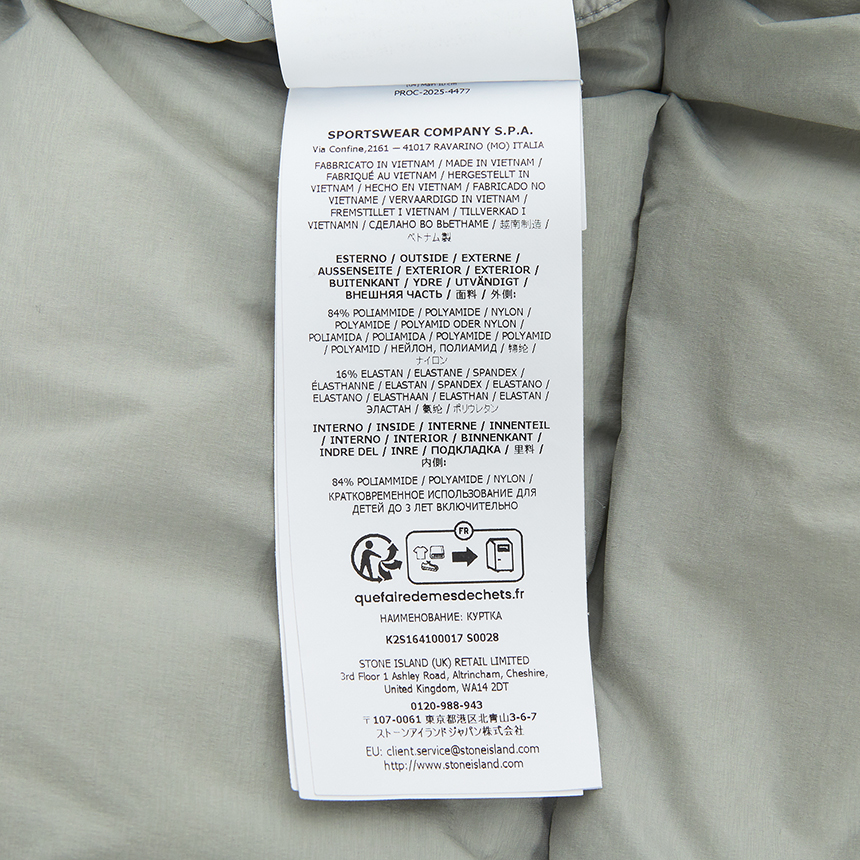 PROC-2025-4477
SPORTSWEAR COMPANY S.P.A.
Via Confine,2161 — 41017 RAVARINO (MO) ITALIA
FABBRICATO IN VIETNAM / MADE IN VIETNAM /
FABRIQUÉ AU VIETNAM / HERGESTELLT IN
VIETNAM / HECHO EN VIETNAM / FABRICADO NO
VIETNAME / VERVAARDIGD IN VIETNAM /
FREMSTILLET I VIETNAM / TILLVERKAD I
VIETNAMN / СДЕЛАНО ВО ВЬЕТНАМЕ / 越南制造 /
ベトナム製
ESTERNO / OUTSIDE / EXTERNE /
AUSSENSEITE / EXTERIOR / EXTERIOR /
BUITENKANT / YDRE / UTVÄNDIGT /
ВНЕШНЯЯ ЧАСТЬ / 面料 / 外側:
84% POLIAMMIDE / POLYAMIDE / NYLON /
POLYAMIDE / POLYAMID ODER NYLON /
POLIAMIDA / POLIAMIDA / POLYAMIDE / POLYAMID
/ POLYAMID / НЕЙЛОН, ПОЛИАМИД / 锦纶 /
ナイロン
16% ELASTAN / ELASTANE / SPANDEX /
ÉLASTHANNE / ELASTAN / SPANDEX / ELASTANO /
ELASTANO / ELASTHAAN / ELASTHAN / ELASTAN /
ЭЛАСТАН / 氨纶 / ポリウレタン
INTERNO / INSIDE / INTERNE / INNENTEIL
/ INTERNO / INTERIOR / BINNENKANT /
INDRE DEL / INRE / ПОДКЛАДКА / 里料 /
内側:
84% POLIAMMIDE / POLYAMIDE / NYLON /
КРАТКОВРЕМЕННОЕ ИСПОЛЬЗОВАНИЕ ДЛЯ
ДЕТЕЙ ДО 3 ЛЕТ ВКЛЮЧИТЕЛЬНО
FR
quefairedemesdechets.fr
НАИМЕНОВАНИЕ: КУРТКА
K2S164100017 S0028
STONE ISLAND (UK) RETAIL LIMITED
3rd Floor 1 Ashley Road, Altrincham, Cheshire,
United Kingdom, WA14 2DT
0120-988-943
〒107-0061 東京都港区北青山3-6-7
ストーンアイランドジャパン株式会社
EU: client.service@stoneisland.com
http://www.stoneisland.com